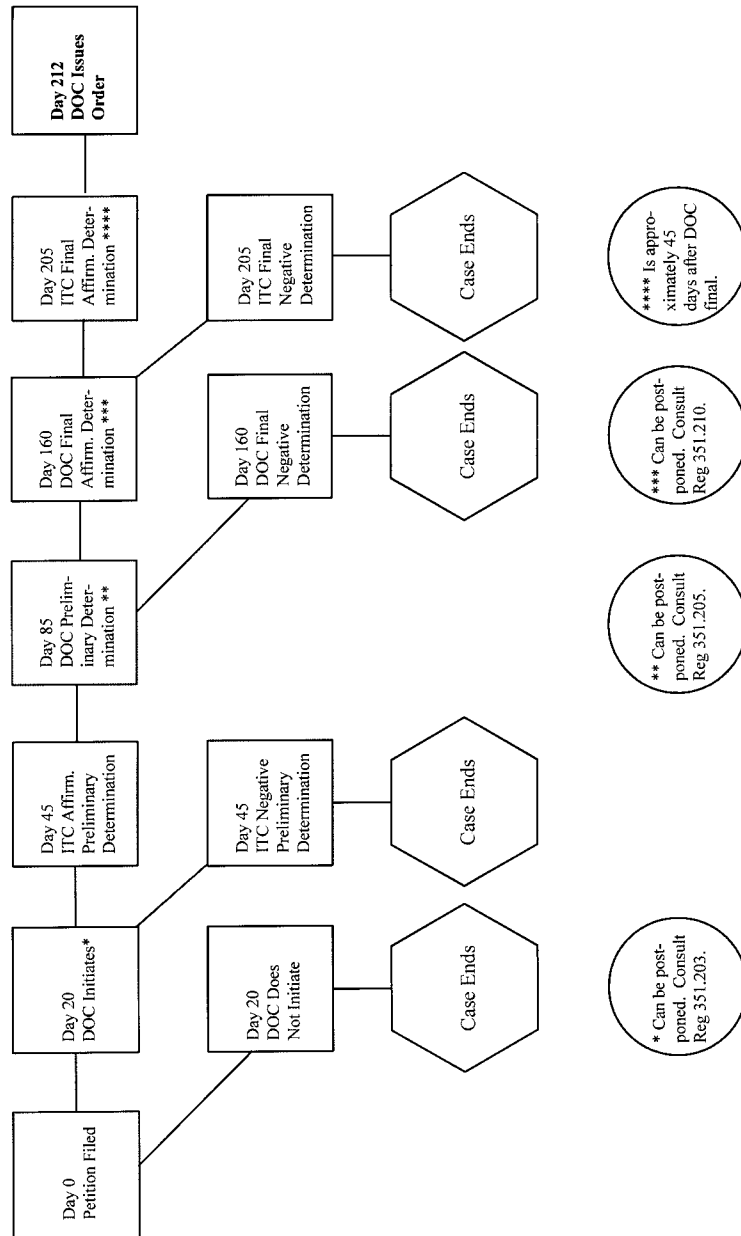 Day 0
Petition Filed
Day 20
DOC Initiates*
Day 45
ITC Affirm.
Preliminary
Determination
Day 85
DOC Prelim-
inary Deter-
mination **
Day 160
DOC Final
Affirm. Deter-
mination ***
Day 205
ITC Final
Affirm. Deter-
mination ****
Day 212
DOC Issues
Order
Day 20
DOC Does
Not Initiate
Day 45
ITC Negative
Preliminary
Determination
Day 160
DOC Final
Negative
Determination
Day 205
ITC Final
Negative
Determination
Case Ends
Case Ends
Case Ends
Case Ends
* Can be post-
poned. Consult
Reg 351.203.
** Can be post-
poned. Consult
Reg 351.205.
*** Can be post-
poned. Consult
Reg 351.210.
**** Is appro-
ximately 45
days after DOC
final.